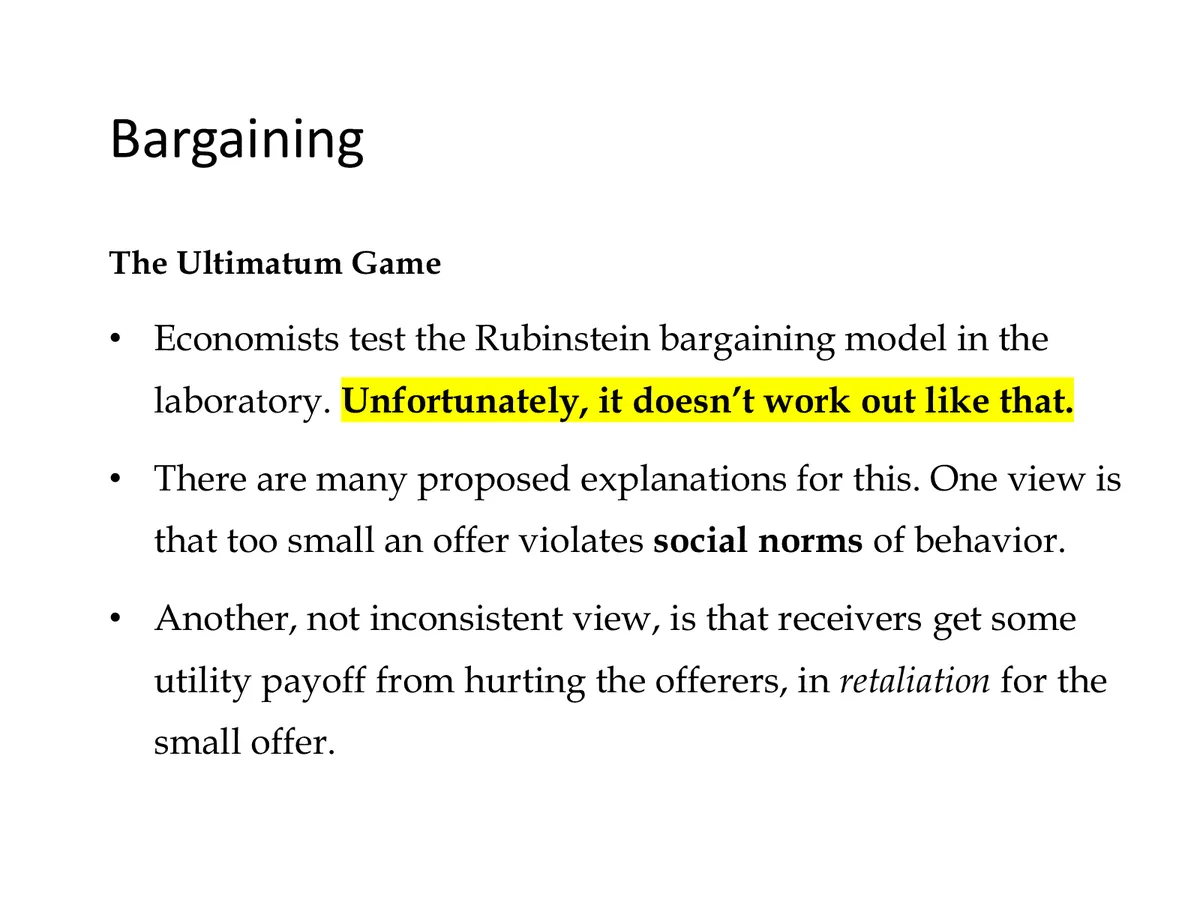 Bargaining
The Ultimatum Game
• Economists test the Rubinstein bargaining model in the
laboratory. Unfortunately, it doesn’t work out like that.
• There are many proposed explanations for this. One view is
that too small an offer violates social norms of behavior.
• Another, not inconsistent view, is that receivers get some
utility payoff from hurting the offerers, in retaliation for the
small offer.